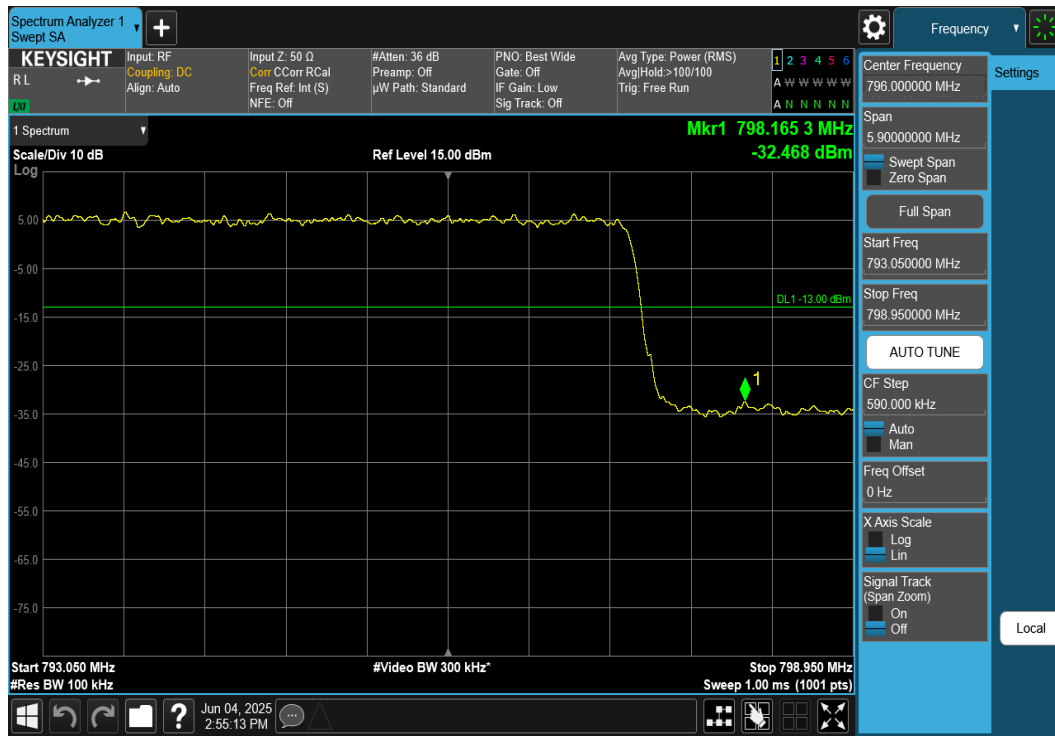 Spectrum Analyzer 1
Swept SA
Frequency
KEYSIGHT
R L
LXI
Input: RF
Coupling: DC
Align: Auto
Input Z: 50 Ω
Corr CCorr RCal
Freq Ref: Int (S)
NFE: Off
#Atten: 36 dB
Preamp: Off
µW Path: Standard
PNO: Best Wide
Gate: Off
IF Gain: Low
Sig Track: Off
Avg Type: Power (RMS)
Avg|Hold:>100/100
Trig: Free Run
1 2 3 4 5 6
A W W W W W
A N N N N N
1 Spectrum
Mkr1 798.165 3 MHz
-32.468 dBm
Scale/Div 10 dB
Ref Level 15.00 dBm
Log
5.00
-5.00
DL1 -13.00 dBm
-15.0
-25.0
1
-35.0
-45.0
-55.0
-65.0
-75.0
Start 793.050 MHz
#Video BW 300 kHz*
Stop 798.950 MHz
#Res BW 100 kHz
Sweep 1.00 ms (1001 pts)
Center Frequency
796.000000 MHz
Settings
Span
5.90000000 MHz
Swept Span
Zero Span
Full Span
Start Freq
793.050000 MHz
Stop Freq
798.950000 MHz
AUTO TUNE
CF Step
590.000 kHz
Auto
Man
Freq Offset
0 Hz
X Axis Scale
Log
Lin
Signal Track
(Span Zoom)
On
Off
Local
?
Jun 04, 2025
2:55:13 PM